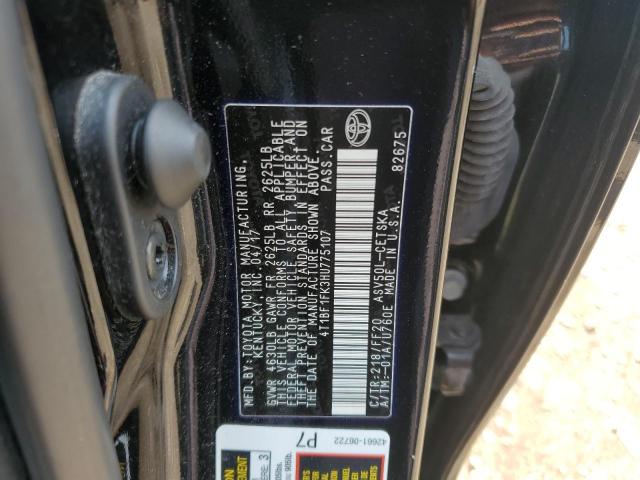 MFD.BY:TOYOTA MOTOR MANUFACTURING,
KENTUCKY, INC. 04/17
GVWR 4630LB GAWR FR 2625LB RR 2625LB
THIS VEHICLE CONFORMS TO ALL APPLICABLE
FEDERAL MOTOR VEHICLE SAFETY, BUMPER, AND
THEFT PREVENTION STANDARDS IN EFFECT ON
THE DATE OF MANUFACTURE SHOWN ABOVE.
4T1BF1FK3HU775107 PASS.CAR
C/TR:218/FF20 ASV50L-CETSKA
A/TM:-01A/U760E MADE IN U.S.A.
82675
42661-06722
P7